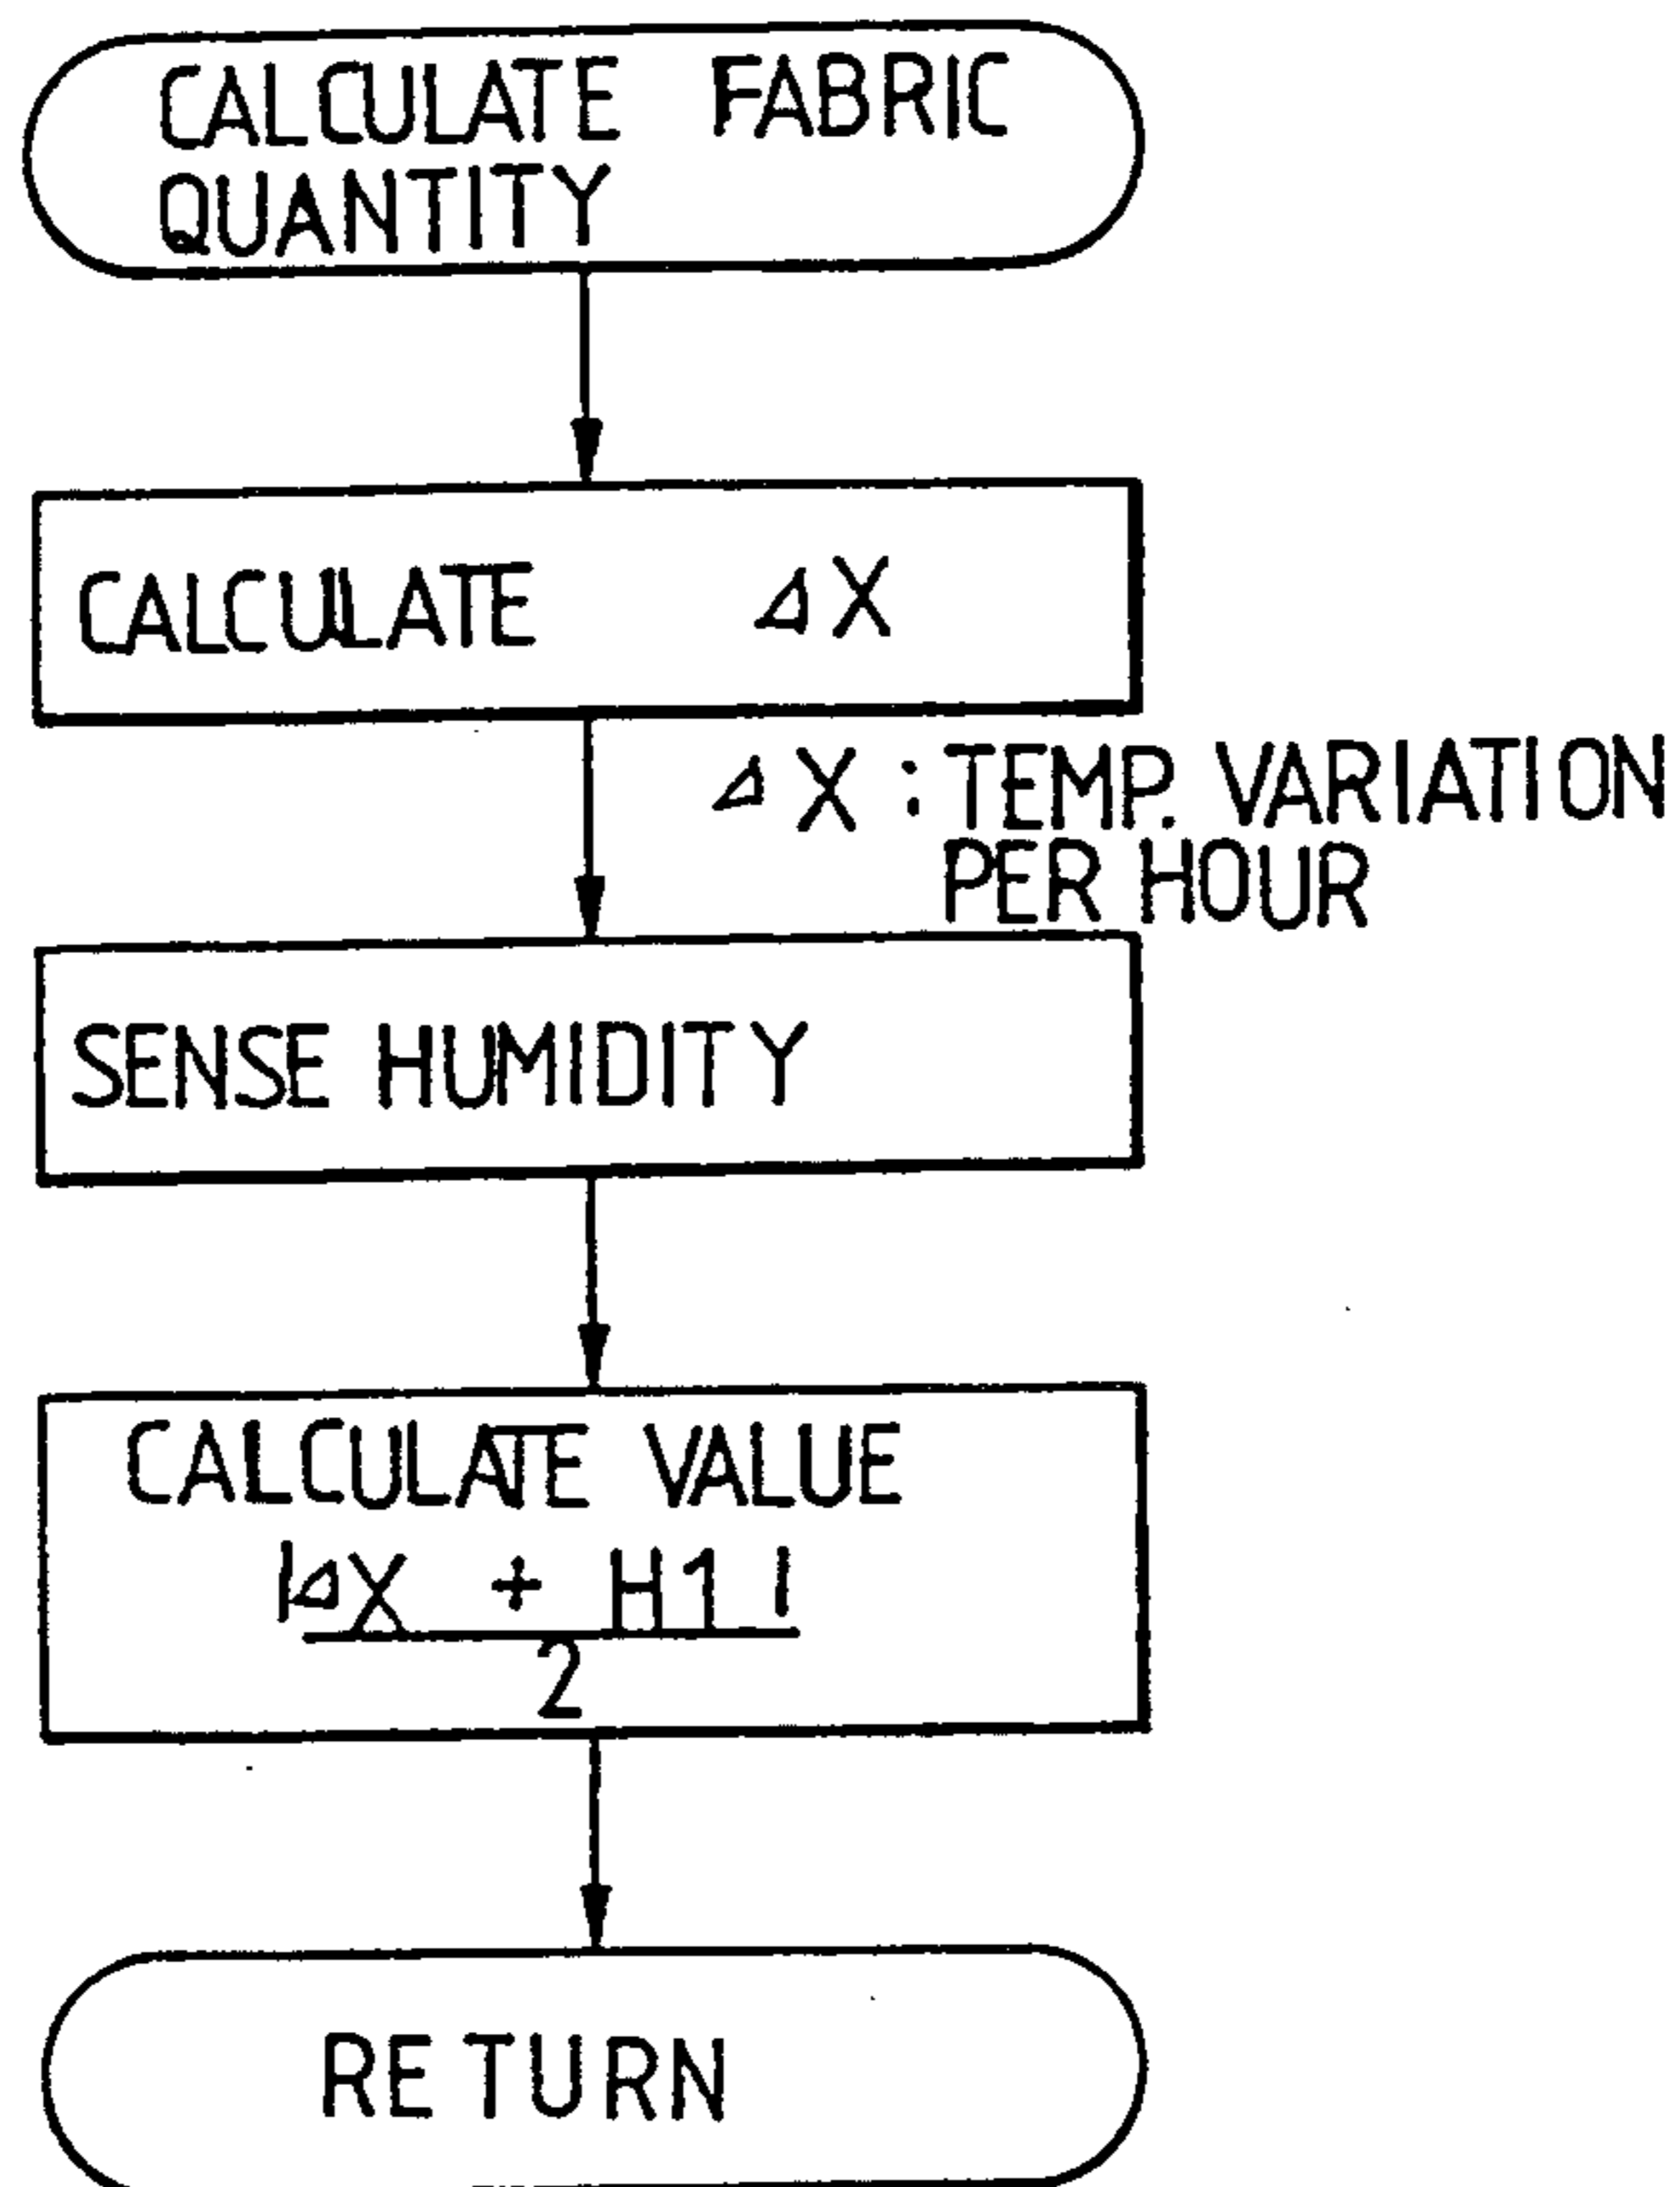 CALCULATE FABRIC
QUANTITY
CALCULATE ΔX
ΔX : TEMP. VARIATION
PER HOUR
SENSE HUMIDITY
CALCULATE VALUE
|ΔX + H1|
2
RETURN